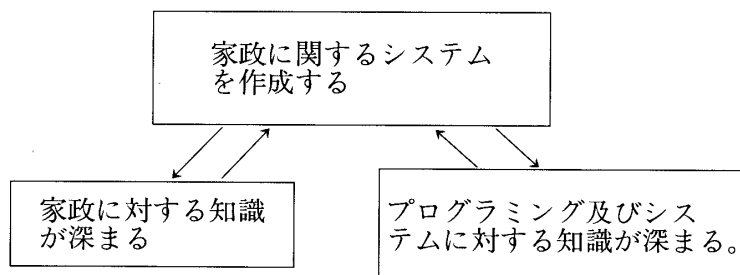 家政に関するシステム
を作成する
家政に対する知識
が深まる
プログラミング及びシス
テムに対する知識が深まる。